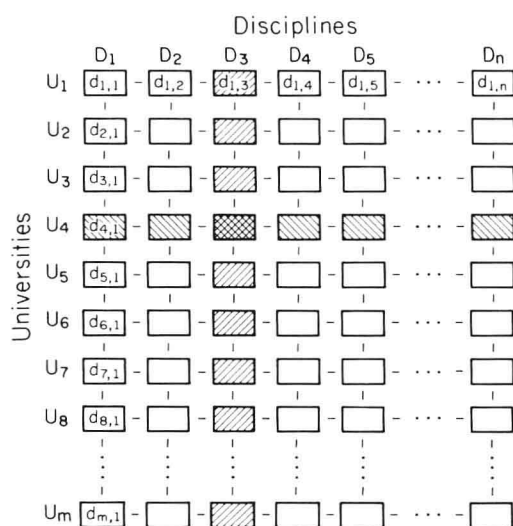 Disciplines
D1 D2 D3 D4 D5 Dn
U1 d1,1 d1,2 d1,3 d1,4 d1,5 ··· d1,n
U2 d2,1 ···
U3 d3,1 ···
U4 d4,1 ···
U5 d5,1 ···
U6 d6,1 ···
U7 d7,1 ···
U8 d8,1 ···
Um dm,1 ···
Universities